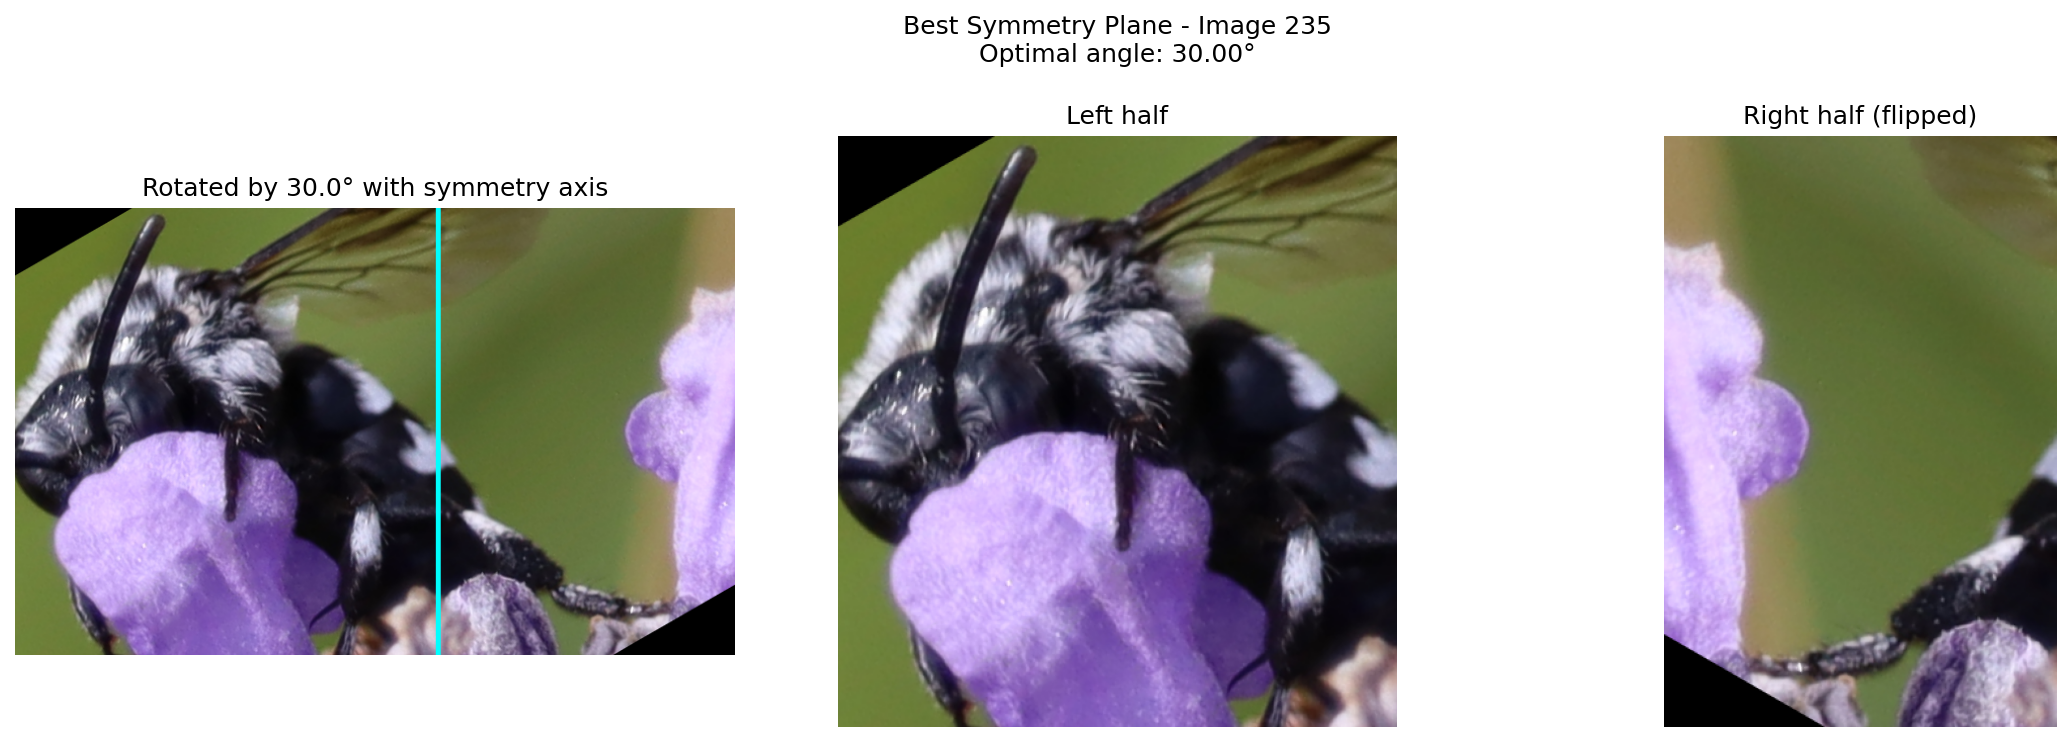 Best Symmetry Plane - Image 235
Optimal angle: 30.00°
Rotated by 30.0° with symmetry axis
Left half
Right half (flipped)